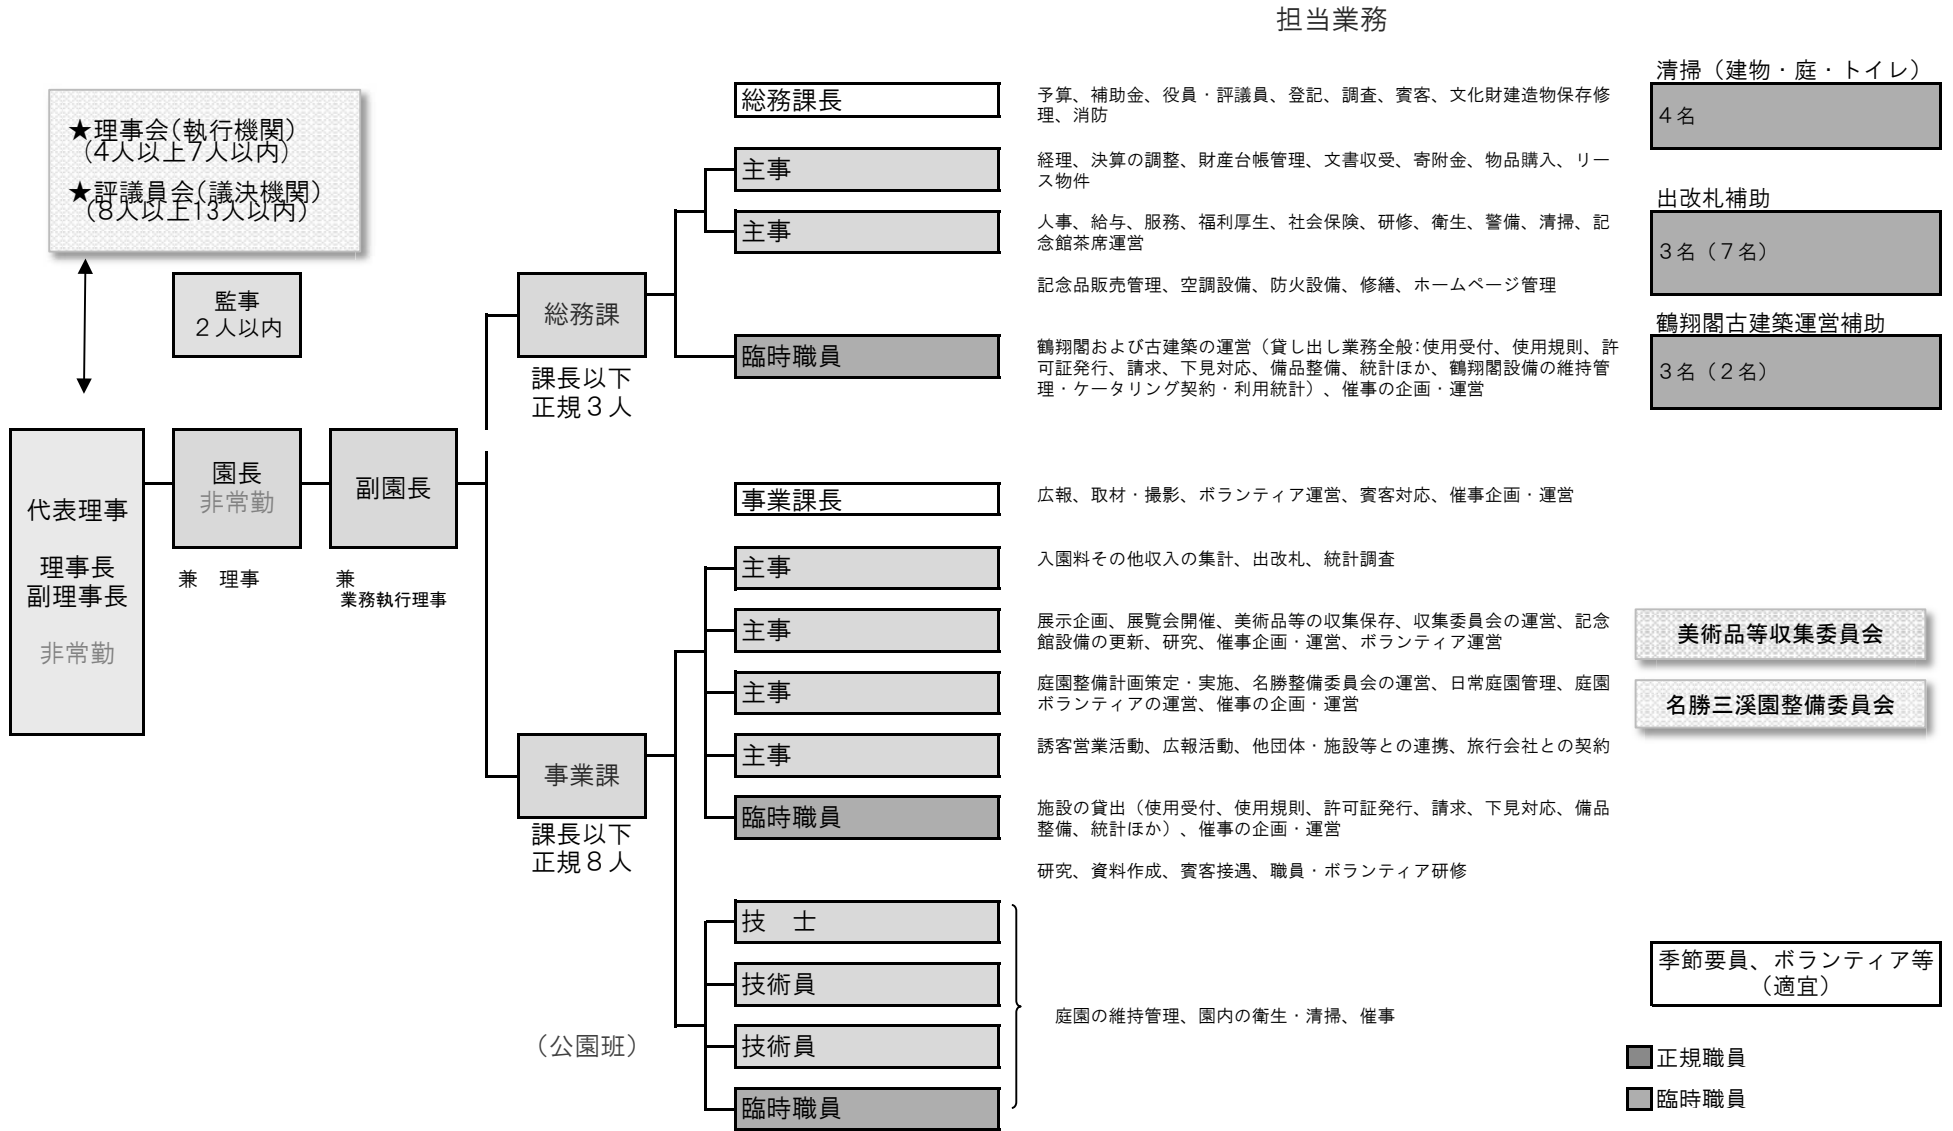 担当業務
★理事会(執行機関)
(4人以上7人以内)
★評議員会(議決機関)
(8人以上13人以内)
監事
２人以内
代表理事
理事長
副理事長
非常勤
園長
非常勤
兼　理事
副園長
兼
業務執行理事
総務課
課長以下
正規３人
総務課長
予算、補助金、役員・評議員、登記、調査、賓客、文化財建造物保存修
理、消防
主事
経理、決算の調整、財産台帳管理、文書収受、寄附金、物品購入、リー
ス物件
主事
人事、給与、服務、福利厚生、社会保険、研修、衛生、警備、清掃、記
念館茶席運営
記念品販売管理、空調設備、防火設備、修繕、ホームページ管理
臨時職員
鶴翔閣および古建築の運営（貸し出し業務全般:使用受付、使用規則、許
可証発行、請求、下見対応、備品整備、統計ほか、鶴翔閣設備の維持管
理・ケータリング契約・利用統計）、催事の企画・運営
清掃（建物・庭・トイレ）
４名
出改札補助
３名（７名）
鶴翔閣古建築運営補助
３名（２名）
事業課
課長以下
正規８人
事業課長
広報、取材・撮影、ボランティア運営、賓客対応、催事企画・運営
主事
入園料その他収入の集計、出改札、統計調査
主事
展示企画、展覧会開催、美術品等の収集保存、収集委員会の運営、記念
館設備の更新、研究、催事企画・運営、ボランティア運営
主事
庭園整備計画策定・実施、名勝整備委員会の運営、日常庭園管理、庭園
ボランティアの運営、催事の企画・運営
主事
誘客営業活動、広報活動、他団体・施設等との連携、旅行会社との契約
臨時職員
施設の貸出（使用受付、使用規則、許可証発行、請求、下見対応、備品
整備、統計ほか）、催事の企画・運営
研究、資料作成、賓客接遇、職員・ボランティア研修
美術品等収集委員会
名勝三溪園整備委員会
（公園班）
技　士
技術員
技術員
臨時職員
庭園の維持管理、園内の衛生・清掃、催事
季節要員、ボランティア等
（適宜）
正規職員
臨時職員